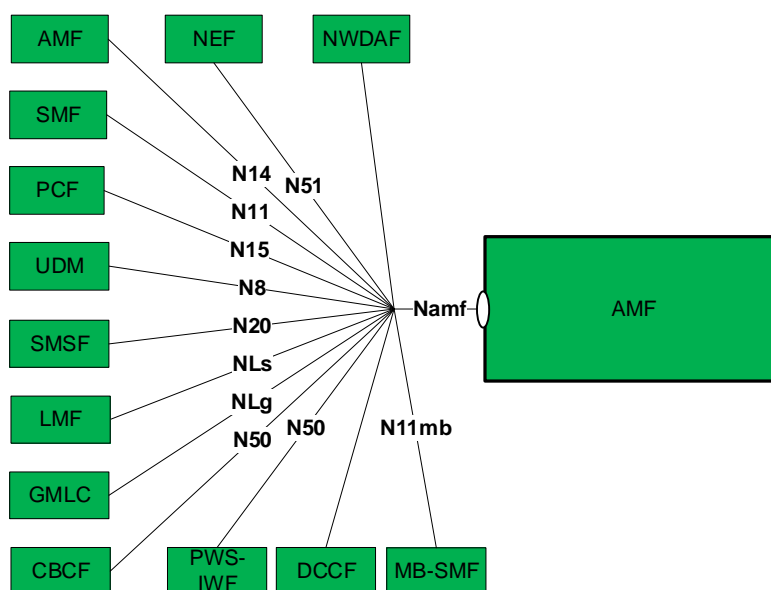 AMF
NEF
NWDAF
SMF
PCF
UDM
SMSF
LMF
GMLC
CBCF
N14
N51
N11
N15
N8
N20
NLs
NLg
N50
N50
N11mb
Namf
AMF
PWS-
IWF
DCCF
MB-SMF